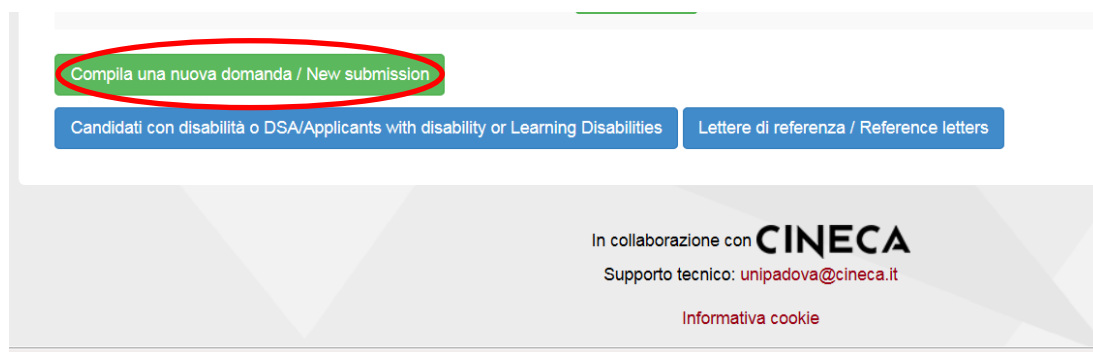 Compila una nuova domanda / New submission
Candidati con disabilità o DSA/Applicants with disability or Learning Disabilities
Lettere di referenza / Reference letters
In collaborazione con CINECA
Supporto tecnico: unipadova@cineca.it
Informativa cookie